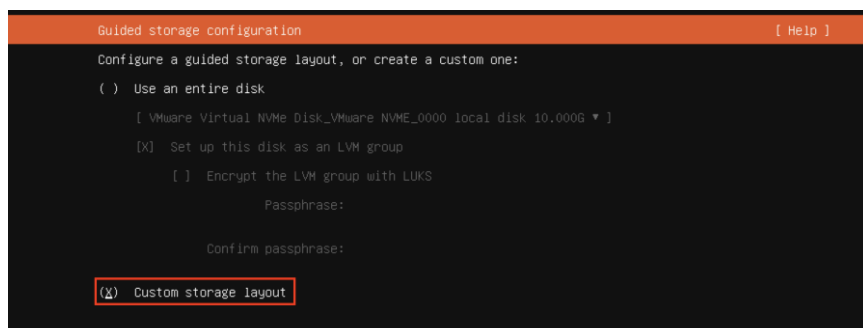 Guided storage configuration [ Help ]
Configure a guided storage layout, or create a custom one:
( ) Use an entire disk
[ VMware Virtual NVMe Disk_VMware NVME_0000 local disk 10.000G ▾ ]
[X] Set up this disk as an LVM group
[ ] Encrypt the LVM group with LUKS
Passphrase:
Confirm passphrase:
(X) Custom storage layout